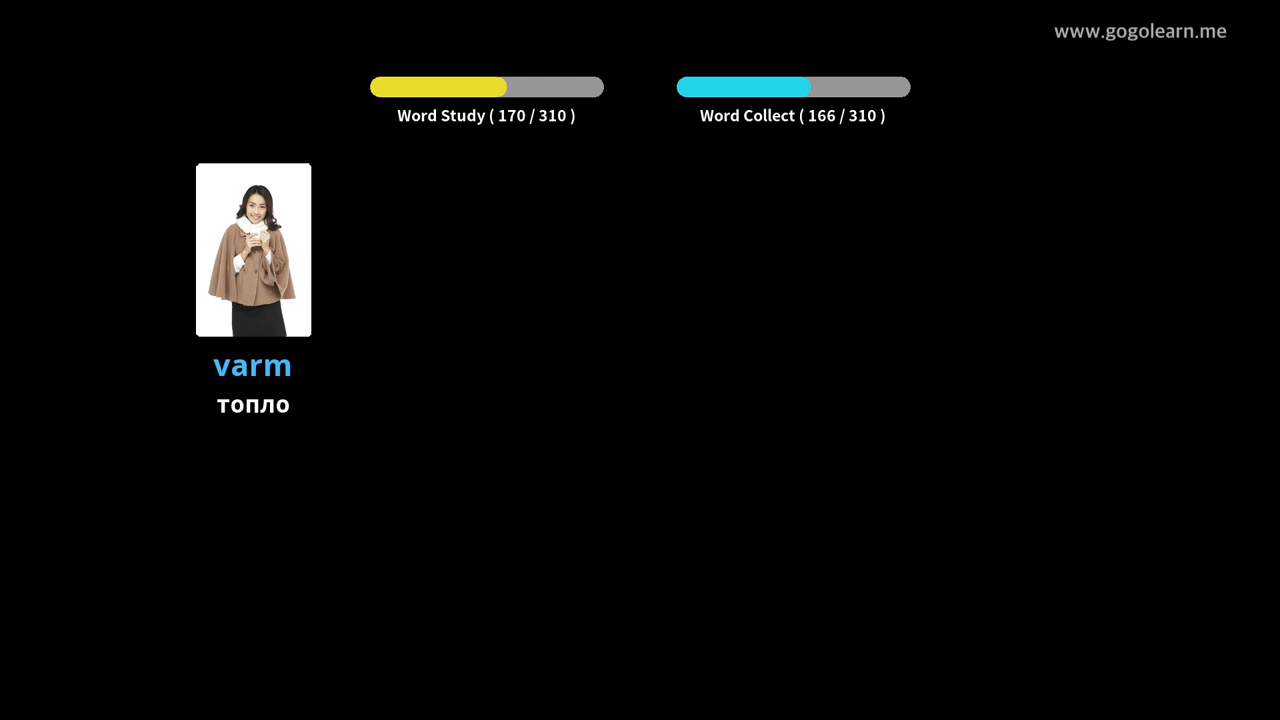 www.gogolearn.me
Word Study ( 170 / 310 )
Word Collect ( 166 / 310 )
varm
топло